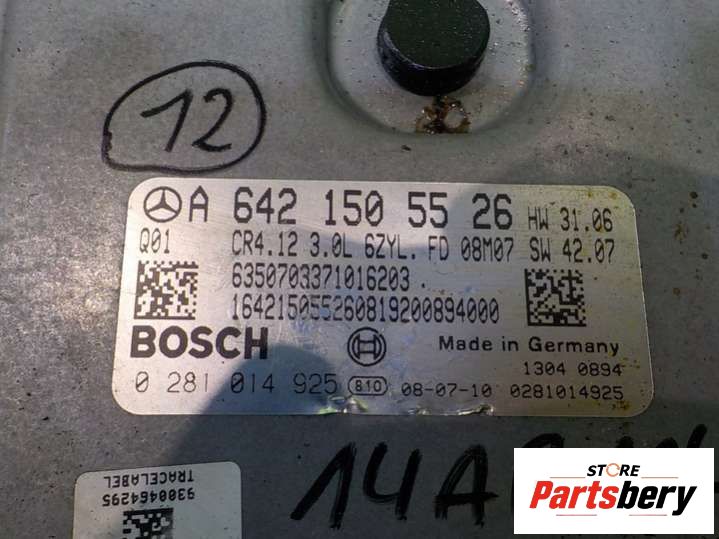 12
A 642 150 55 26 HW 31.06
Q01 CR4.12 3.0L 6ZYL. FD 08M07 SW 42.07
6350703371016203 .
16421505526081920089​4000
BOSCH Made in Germany
1304 0894
0 281 014 925 810 08-07-10 0281014925
9300464295
TRACELABEL
STORE
Partsbery